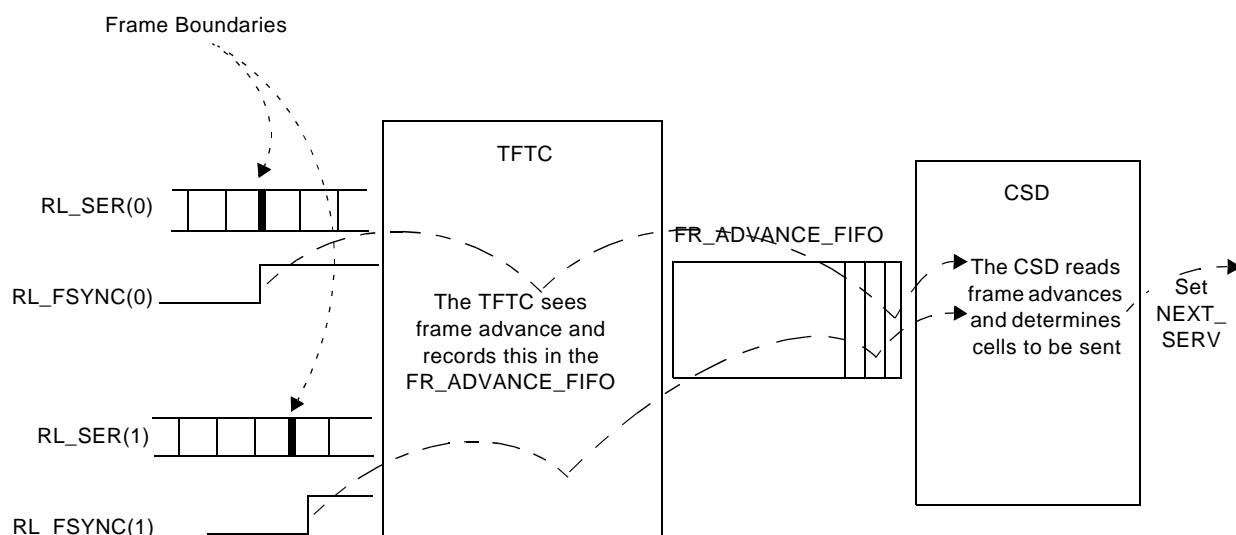 Frame Boundaries
TFTC
CSD
RL_SER(0)
FR_ADVANCE_FIFO
RL_FSYNC(0)
The TFTC sees
frame advance and
records this in the
FR_ADVANCE_FIFO
The CSD reads
frame advances
and determines
cells to be sent
Set
NEXT_
SERV
RL_SER(1)
RL_FSYNC(1)